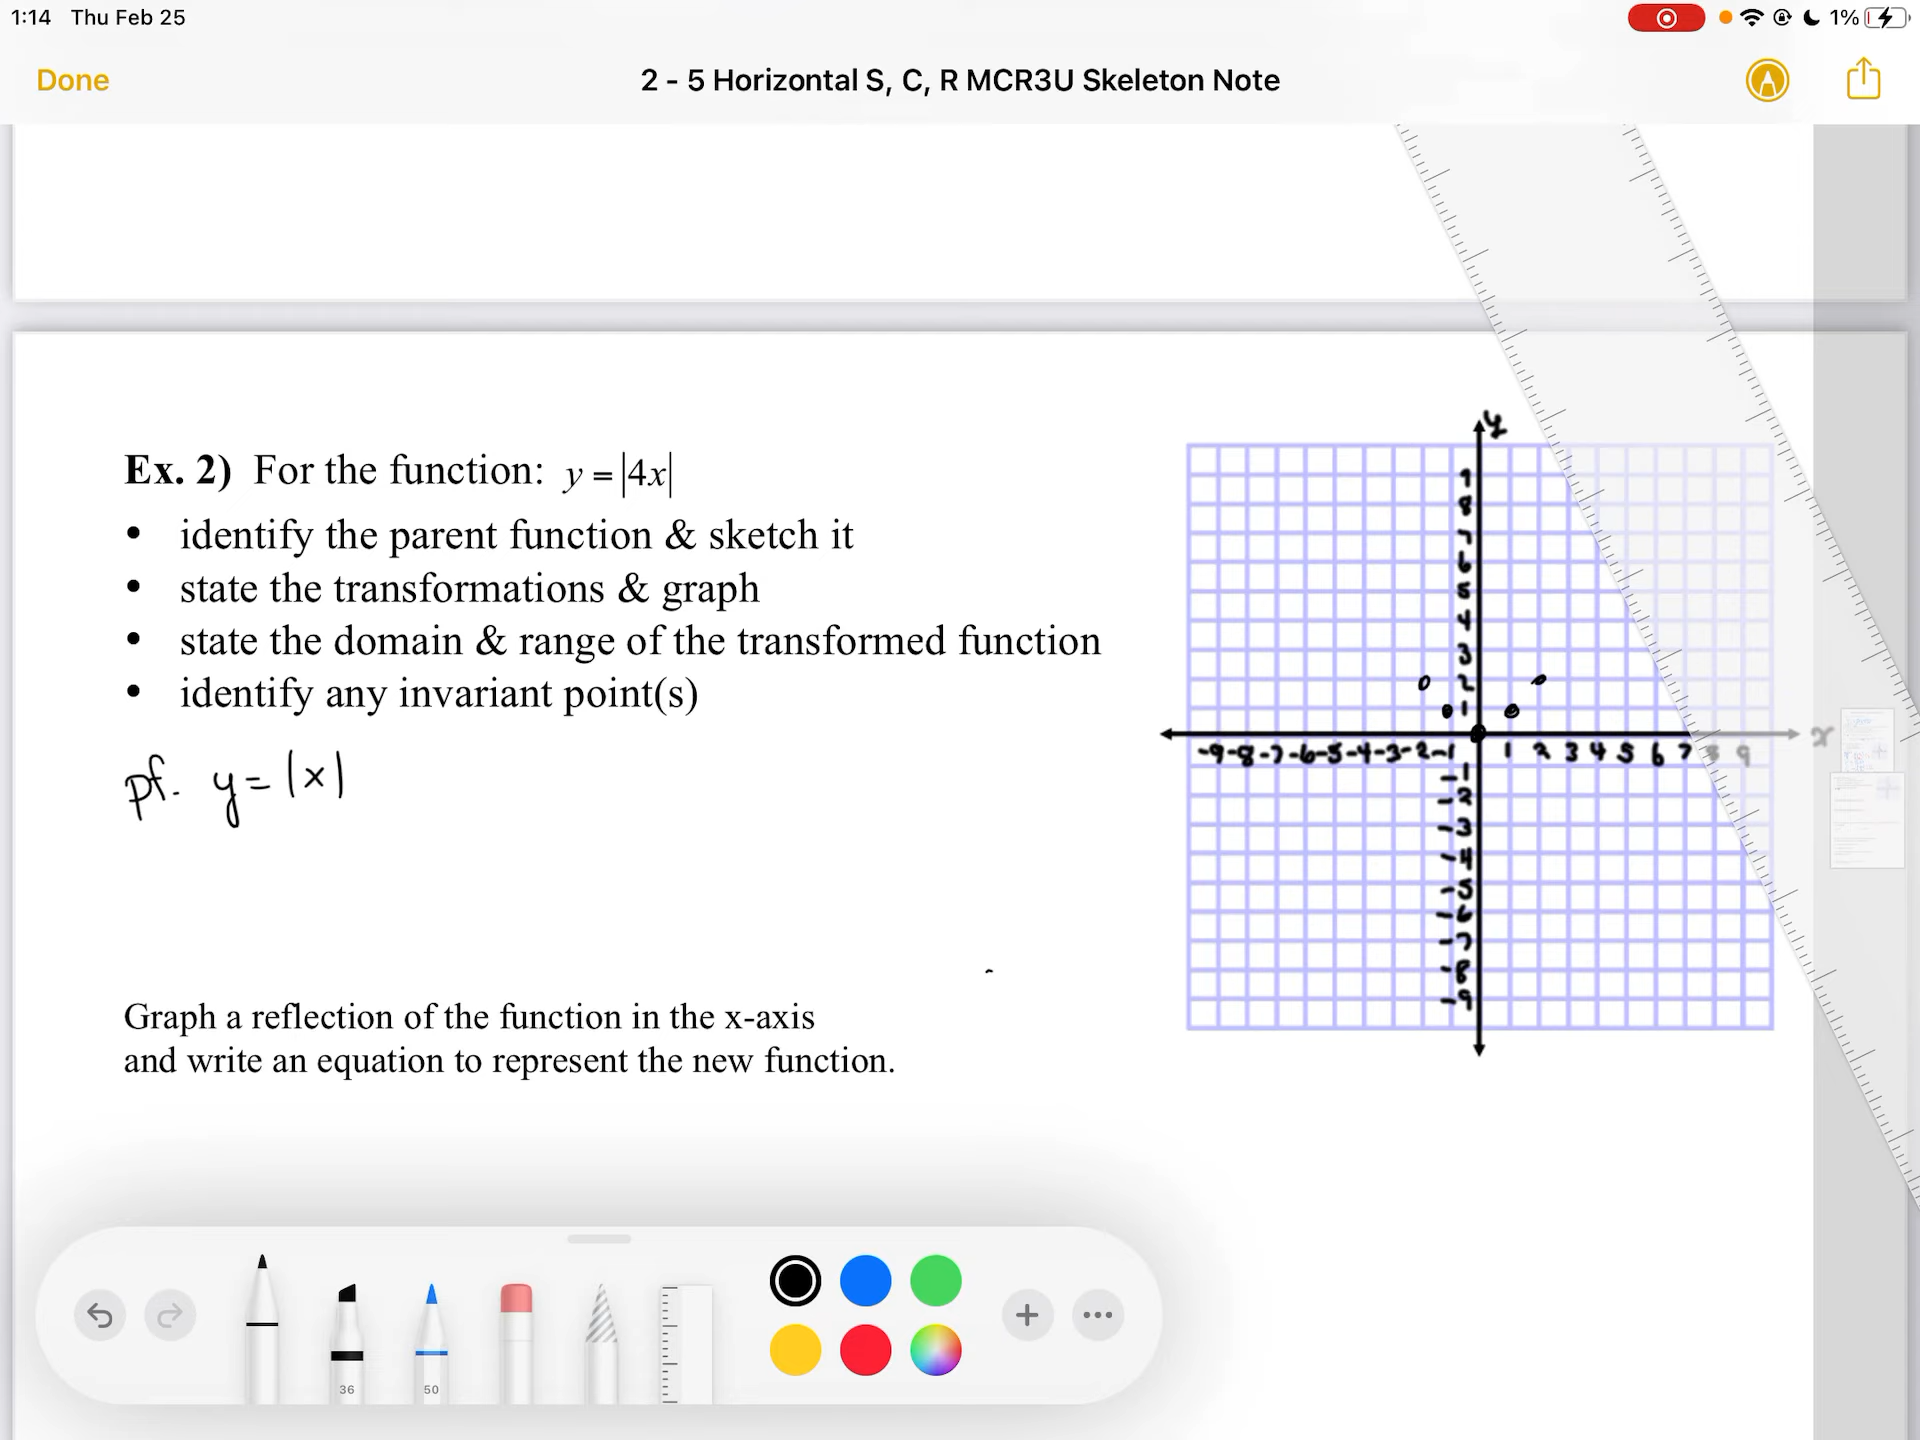 1:14 Thu Feb 25
1%
Done
2 - 5 Horizontal S, C, R MCR3U Skeleton Note
Ex. 2) For the function: y = |4x|
• identify the parent function & sketch it
• state the transformations & graph
• state the domain & range of the transformed function
• identify any invariant point(s)
pf. y = |x|
Graph a reflection of the function in the x-axis
and write an equation to represent the new function.
y
9
8
7
6
5
4
3
2
1
-9 -8 -7 -6 -5 -4 -3 -2 -1 1 2 3 4 5 6 7 8 9 x
-1
-2
-3
-4
-5
-6
-7
-8
-9
36
50